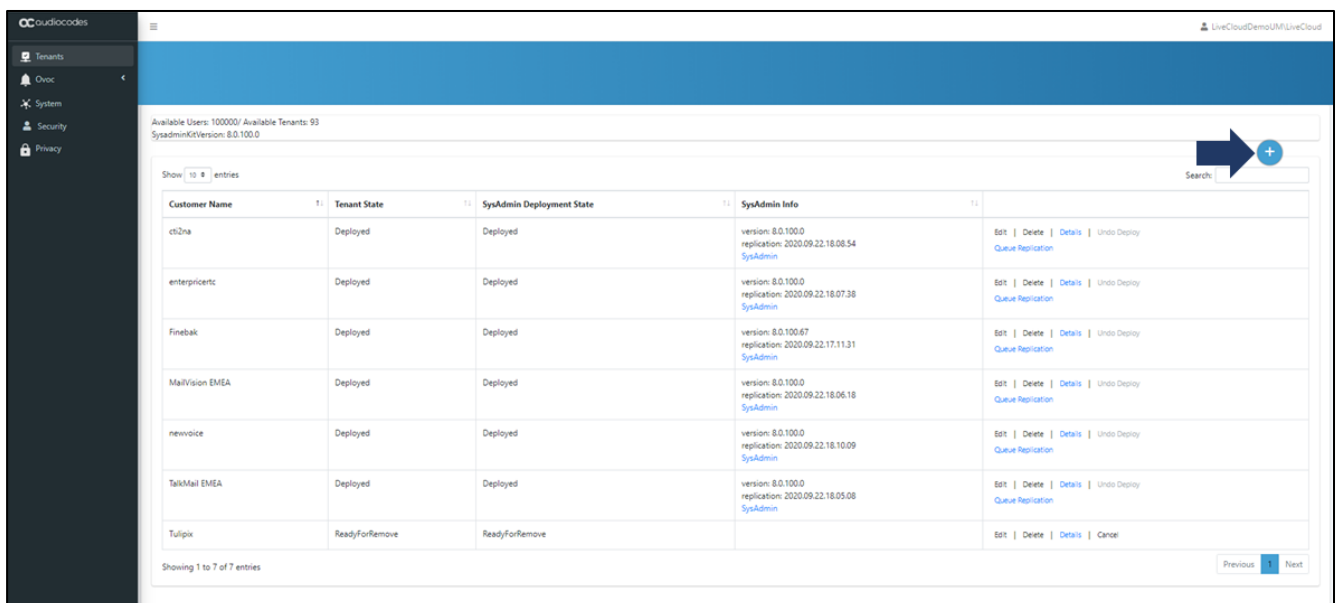 audiocodes
LiveCloudDemoUM\LiveCloud
Tenants
Ovoc
System
Security
Privacy
Available Users: 100000/ Available Tenants: 93
SysadminKitVersion: 8.0.100.0
+
Show 10 entries
Search:
Customer Name Tenant State SysAdmin Deployment State SysAdmin Info
cti2na Deployed Deployed version: 8.0.100.0 Edit | Delete | Details | Undo Deploy
replication: 2020.09.22.18.08.54 Queue Replication
SysAdmin
enterpricertc Deployed Deployed version: 8.0.100.0 Edit | Delete | Details | Undo Deploy
replication: 2020.09.22.18.07.38 Queue Replication
SysAdmin
Finebak Deployed Deployed version: 8.0.100.67 Edit | Delete | Details | Undo Deploy
replication: 2020.09.22.17.11.31 Queue Replication
SysAdmin
MailVision EMEA Deployed Deployed version: 8.0.100.0 Edit | Delete | Details | Undo Deploy
replication: 2020.09.22.18.06.18 Queue Replication
SysAdmin
newvoice Deployed Deployed version: 8.0.100.0 Edit | Delete | Details | Undo Deploy
replication: 2020.09.22.18.10.09 Queue Replication
SysAdmin
TalkMail EMEA Deployed Deployed version: 8.0.100.0 Edit | Delete | Details | Undo Deploy
replication: 2020.09.22.18.05.08 Queue Replication
SysAdmin
Tulipix ReadyForRemove ReadyForRemove Edit | Delete | Details | Cancel
Showing 1 to 7 of 7 entries
Previous 1 Next